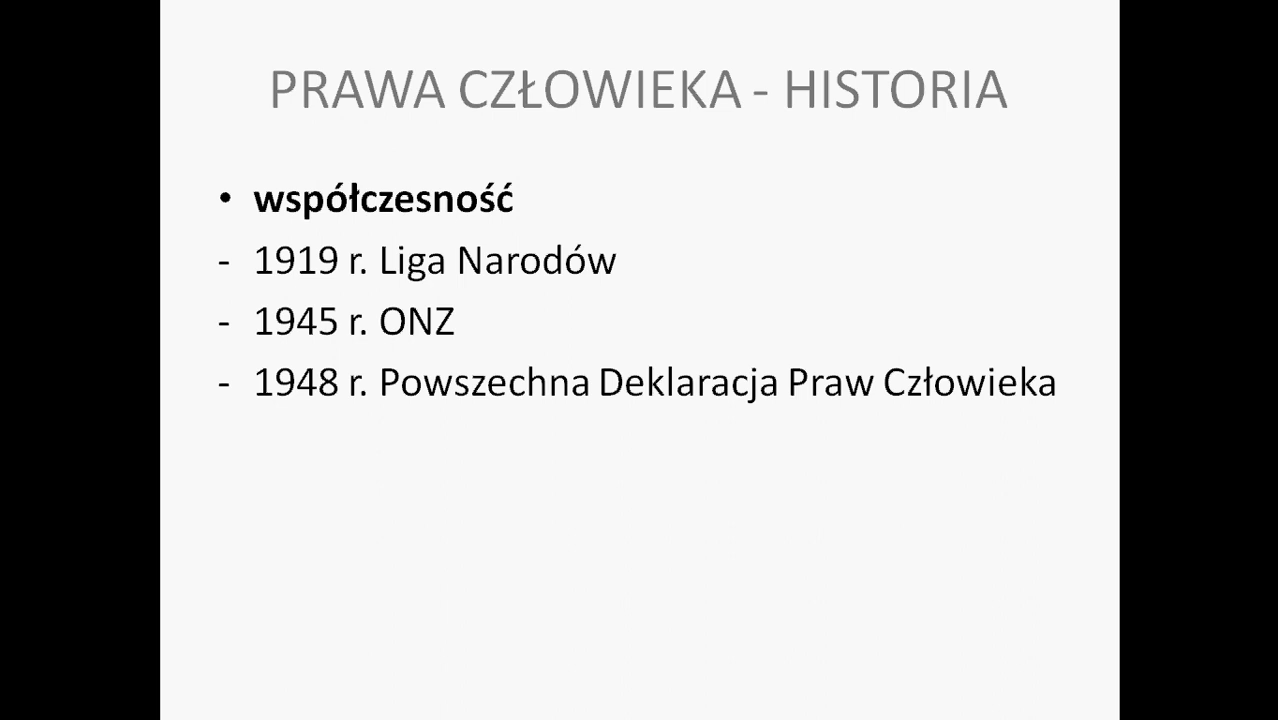 PRAWA CZŁOWIEKA - HISTORIA
• współczesność
- 1919 r. Liga Narodów
- 1945 r. ONZ
- 1948 r. Powszechna Deklaracja Praw Człowieka